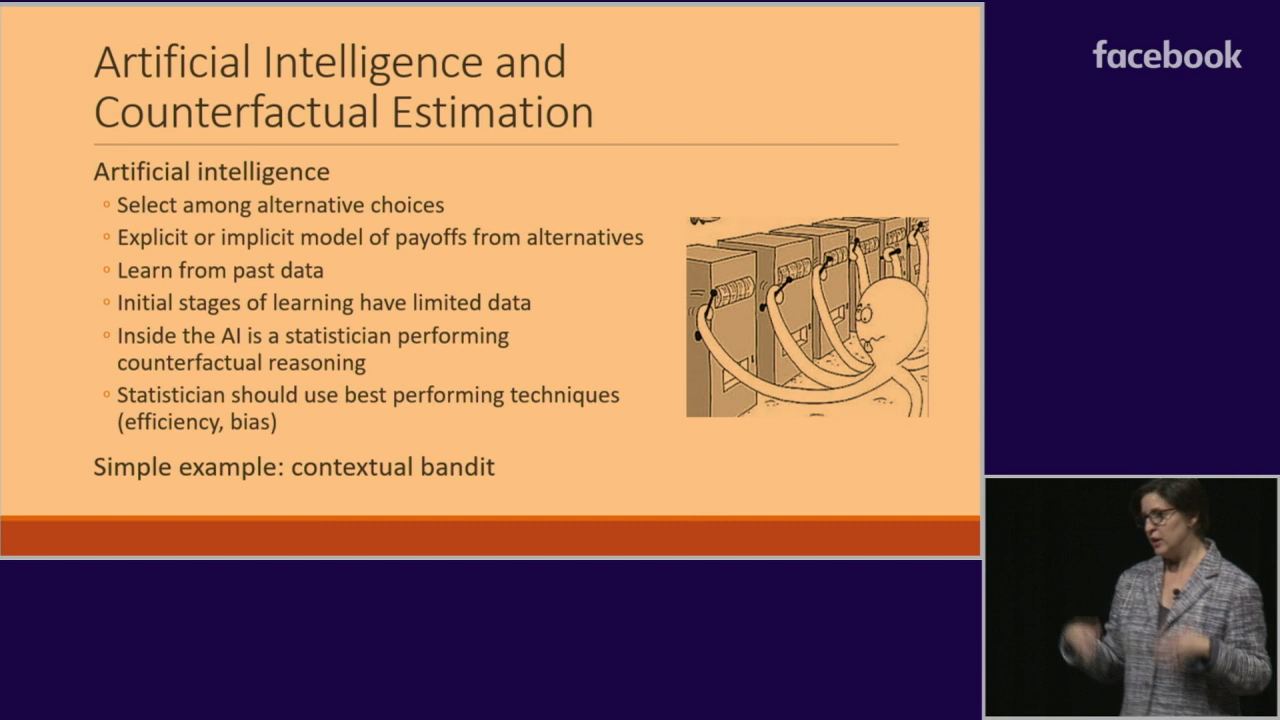 Artificial Intelligence and
Counterfactual Estimation
Artificial intelligence
◦ Select among alternative choices
◦ Explicit or implicit model of payoffs from alternatives
◦ Learn from past data
◦ Initial stages of learning have limited data
◦ Inside the AI is a statistician performing
counterfactual reasoning
◦ Statistician should use best performing techniques
(efficiency, bias)
Simple example: contextual bandit
facebook